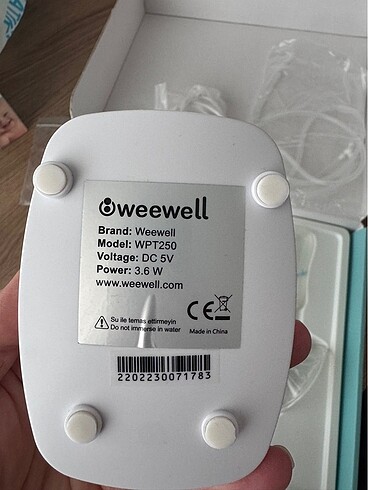 weewell
Brand: Weewell
Model: WPT250
Voltage: DC 5V
Power: 3.6 W
www.weewell.com
CE
Su ile temas ettirmeyin
Do not immerse in water
Made in China
2202230071783